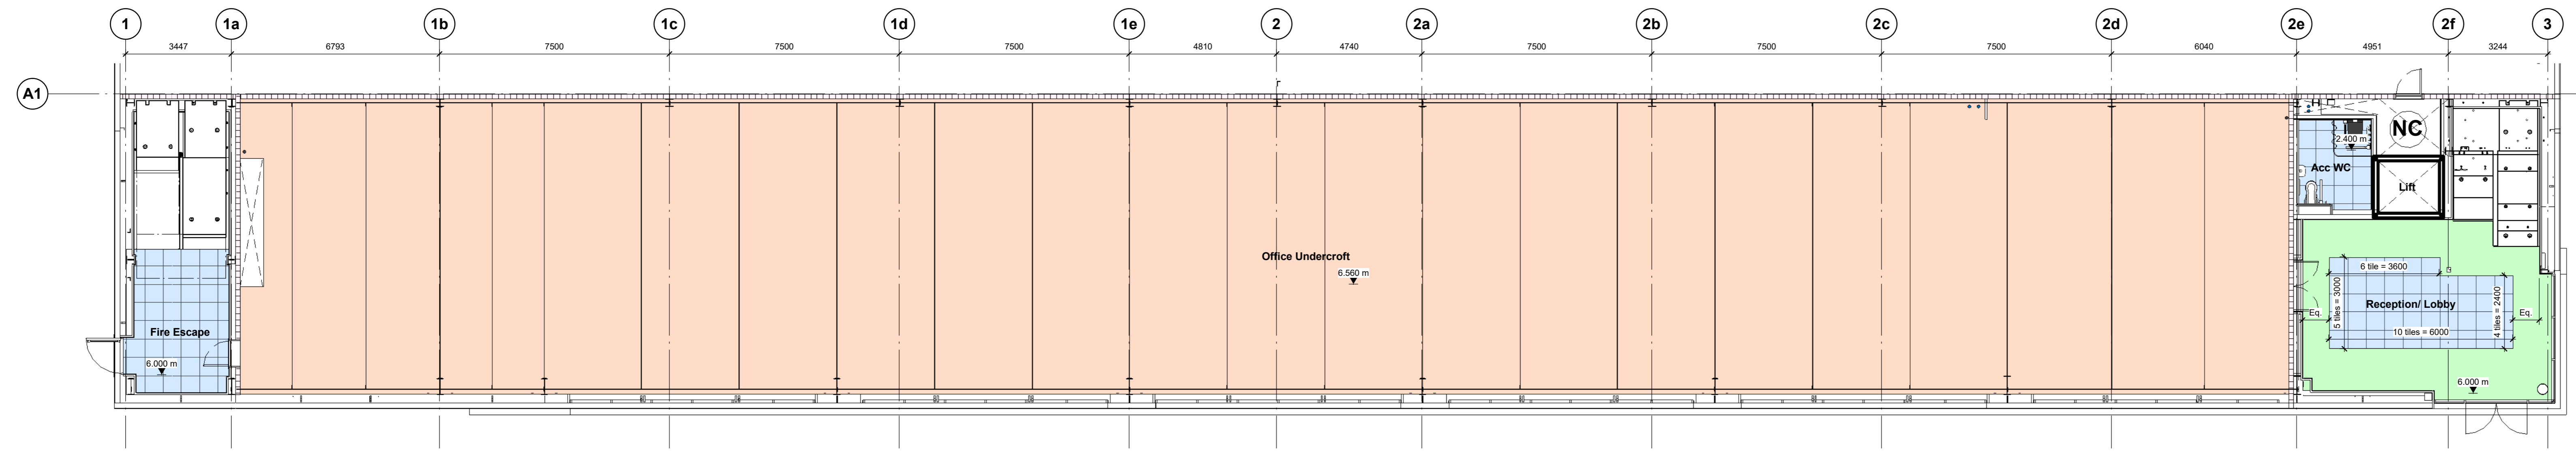 1 1a 1b 1c 1d 1e 2 2a 2b 2c 2d 2e 2f 3
3447 6793 7500 7500 7500 4810 4740 7500 7500 7500 6040 4951 3244
A1
NC
2.400 m
Acc WC
Lift
Office Undercroft
6.560 m
6 tile = 3600
5 tiles = 3000
Reception/ Lobby
4 tiles = 2400
Eq.
Eq.
10 tiles = 6000
Fire Escape
6.000 m
6.000 m